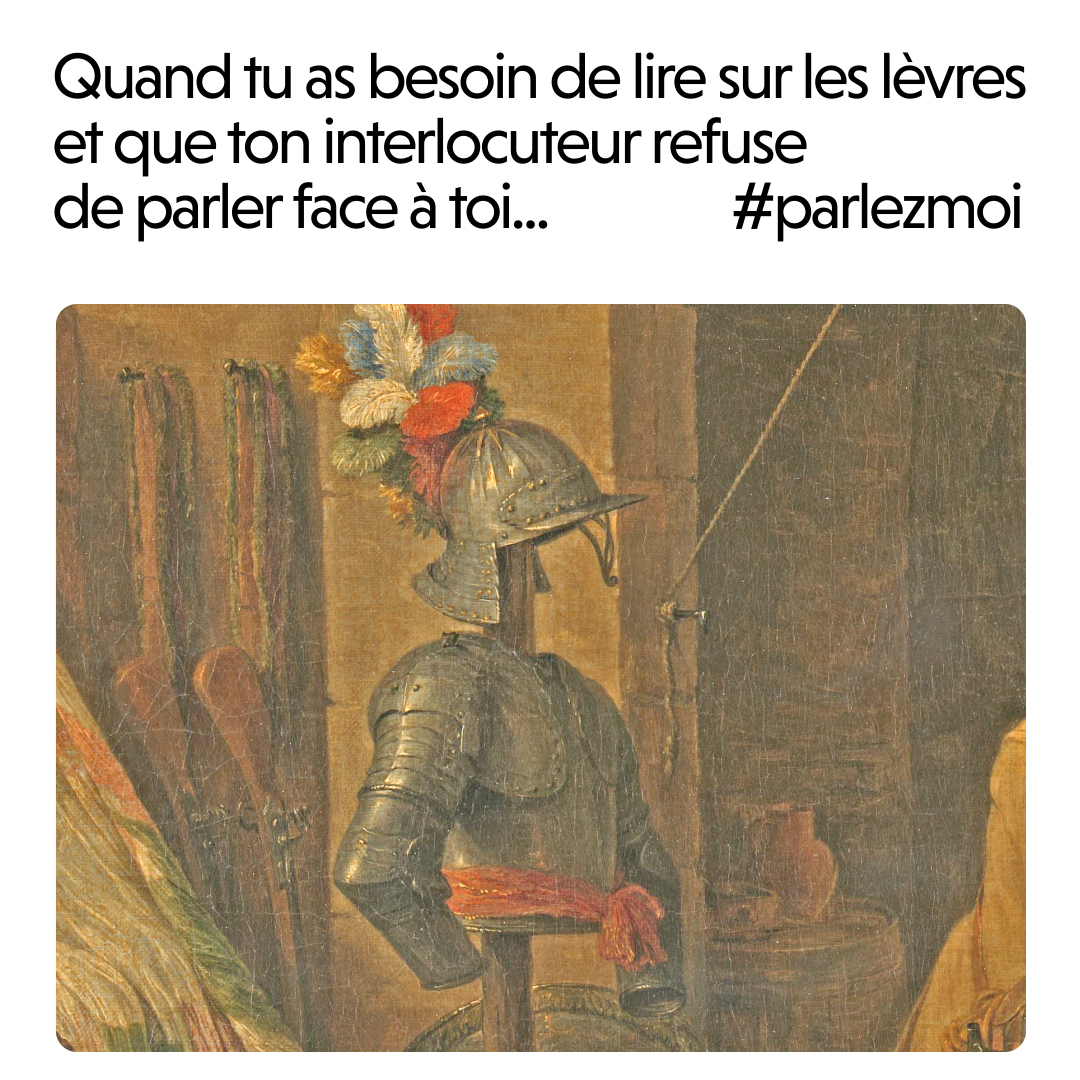 Quand tu as besoin de lire sur les lèvres
et que ton interlocuteur refuse
de parler face à toi... #parlezmoi